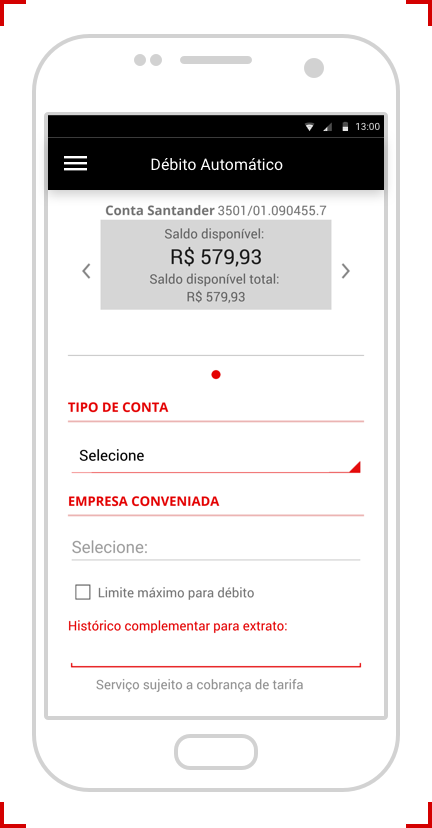 13:00
Débito Automático
Conta Santander 3501/01.090455.7
Saldo disponível:
R$ 579,93
Saldo disponível total:
R$ 579,93
TIPO DE CONTA
Selecione
EMPRESA CONVENIADA
Selecione:
Limite máximo para débito
Histórico complementar para extrato:
Serviço sujeito a cobrança de tarifa